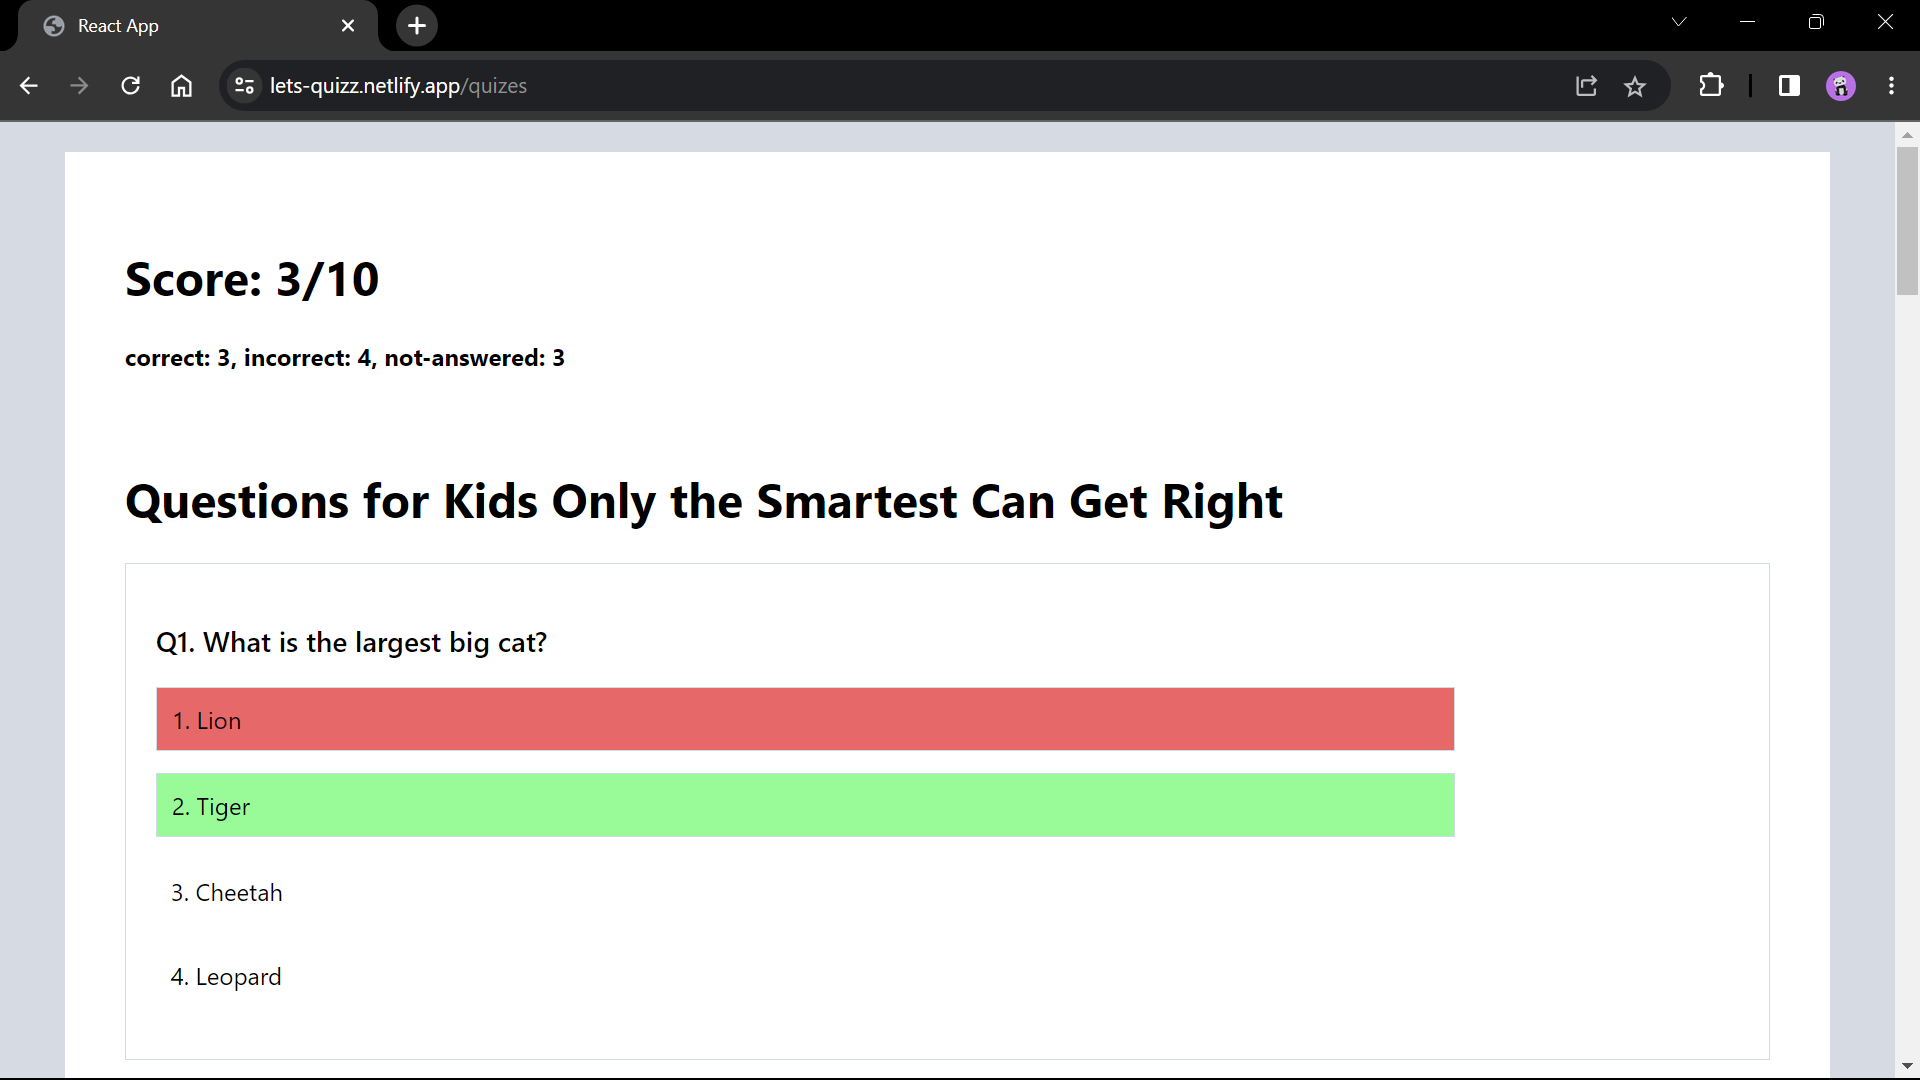 React App
lets-quizz.netlify.app/quizes
Score: 3/10
correct: 3, incorrect: 4, not-answered: 3
Questions for Kids Only the Smartest Can Get Right
Q1. What is the largest big cat?
1. Lion
2. Tiger
3. Cheetah
4. Leopard